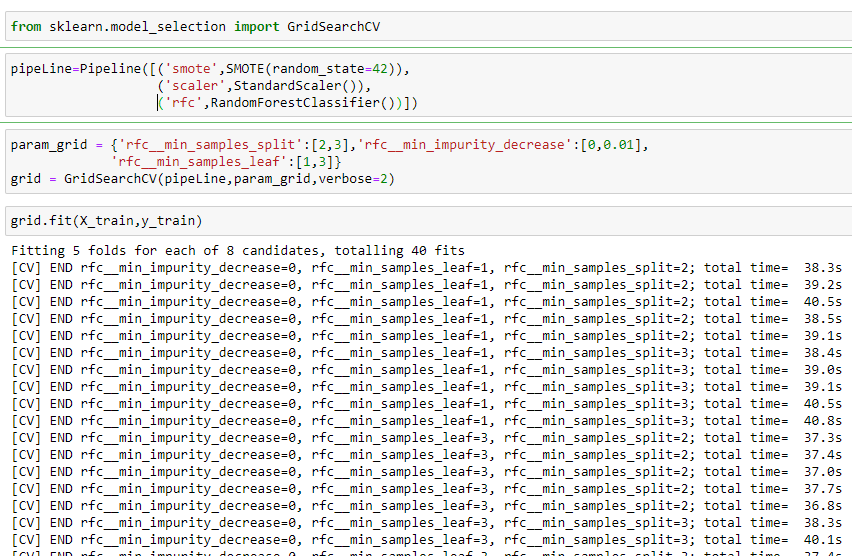 from sklearn.model_selection import GridSearchCV
pipeLine=Pipeline([('smote',SMOTE(random_state=42)),
('scaler',StandardScaler()),
('rfc',RandomForestClassifier())])
param_grid = {'rfc__min_samples_split':[2,3],'rfc__min_impurity_decrease':[0,0.01],
'rfc__min_samples_leaf':[1,3]}
grid = GridSearchCV(pipeLine,param_grid,verbose=2)
grid.fit(X_train,y_train)
Fitting 5 folds for each of 8 candidates, totalling 40 fits
[CV] END rfc__min_impurity_decrease=0, rfc__min_samples_leaf=1, rfc__min_samples_split=2; total time=  38.3s
[CV] END rfc__min_impurity_decrease=0, rfc__min_samples_leaf=1, rfc__min_samples_split=2; total time=  39.2s
[CV] END rfc__min_impurity_decrease=0, rfc__min_samples_leaf=1, rfc__min_samples_split=2; total time=  40.5s
[CV] END rfc__min_impurity_decrease=0, rfc__min_samples_leaf=1, rfc__min_samples_split=2; total time=  38.5s
[CV] END rfc__min_impurity_decrease=0, rfc__min_samples_leaf=1, rfc__min_samples_split=2; total time=  39.1s
[CV] END rfc__min_impurity_decrease=0, rfc__min_samples_leaf=1, rfc__min_samples_split=3; total time=  38.4s
[CV] END rfc__min_impurity_decrease=0, rfc__min_samples_leaf=1, rfc__min_samples_split=3; total time=  39.0s
[CV] END rfc__min_impurity_decrease=0, rfc__min_samples_leaf=1, rfc__min_samples_split=3; total time=  39.1s
[CV] END rfc__min_impurity_decrease=0, rfc__min_samples_leaf=1, rfc__min_samples_split=3; total time=  40.5s
[CV] END rfc__min_impurity_decrease=0, rfc__min_samples_leaf=1, rfc__min_samples_split=3; total time=  40.8s
[CV] END rfc__min_impurity_decrease=0, rfc__min_samples_leaf=3, rfc__min_samples_split=2; total time=  37.3s
[CV] END rfc__min_impurity_decrease=0, rfc__min_samples_leaf=3, rfc__min_samples_split=2; total time=  37.4s
[CV] END rfc__min_impurity_decrease=0, rfc__min_samples_leaf=3, rfc__min_samples_split=2; total time=  37.0s
[CV] END rfc__min_impurity_decrease=0, rfc__min_samples_leaf=3, rfc__min_samples_split=2; total time=  37.7s
[CV] END rfc__min_impurity_decrease=0, rfc__min_samples_leaf=3, rfc__min_samples_split=2; total time=  36.8s
[CV] END rfc__min_impurity_decrease=0, rfc__min_samples_leaf=3, rfc__min_samples_split=3; total time=  38.3s
[CV] END rfc__min_impurity_decrease=0, rfc__min_samples_leaf=3, rfc__min_samples_split=3; total time=  40.1s